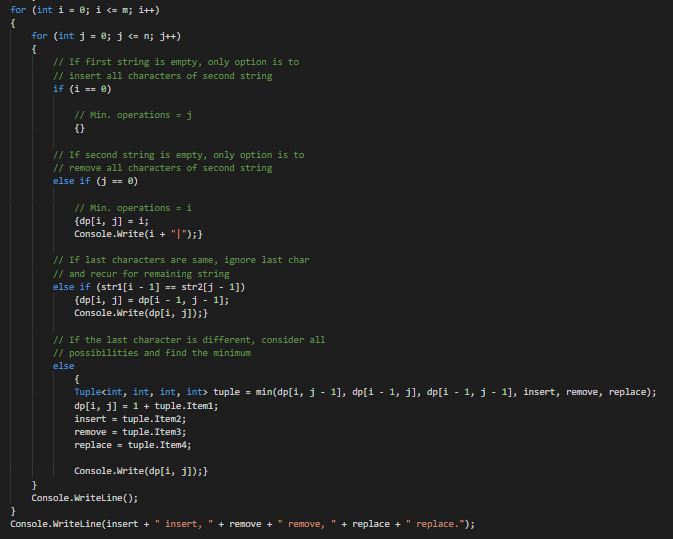 for (int i = 0; i <= m; i++)
{
for (int j = 0; j <= n; j++)
{
// If first string is empty, only option is to
// insert all characters of second string
if (i == 0)
// Min. operations = j
{}
// If second string is empty, only option is to
// remove all characters of second string
else if (j == 0)
// Min. operations = i
{dp[i, j] = i;
Console.Write(i + "|");}
// If last characters are same, ignore last char
// and recur for remaining string
else if (str1[i - 1] == str2[j - 1])
{dp[i, j] = dp[i - 1, j - 1];
Console.Write(dp[i, j]);}
// If the last character is different, consider all
// possibilities and find the minimum
else
{
Tuple<int, int, int, int> tuple = min(dp[i, j - 1], dp[i - 1, j], dp[i - 1, j - 1], insert, remove, replace);
dp[i, j] = 1 + tuple.Item1;
insert = tuple.Item2;
remove = tuple.Item3;
replace = tuple.Item4;
Console.Write(dp[i, j]);}
}
Console.WriteLine();
}
Console.WriteLine(insert + " insert, " + remove + " remove, " + replace + " replace.");